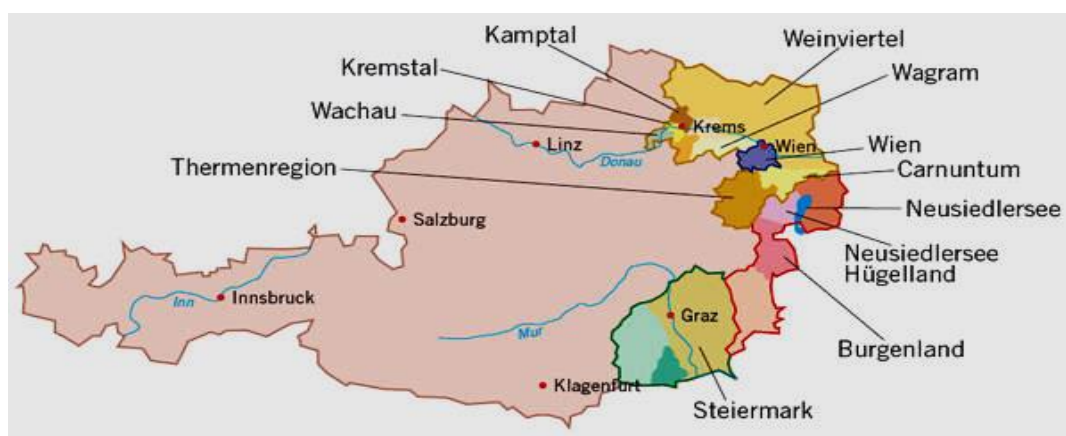 Kamptal
Weinviertel
Kremstal
Wagram
Wachau
Krems
Linz
Donau
Wien
Wien
Thermenregion
Carnuntum
Salzburg
Neusiedlersee
Neusiedlersee
Hügelland
Inn
Innsbruck
Mur
Graz
Burgenland
Klagenfurt
Steiermark